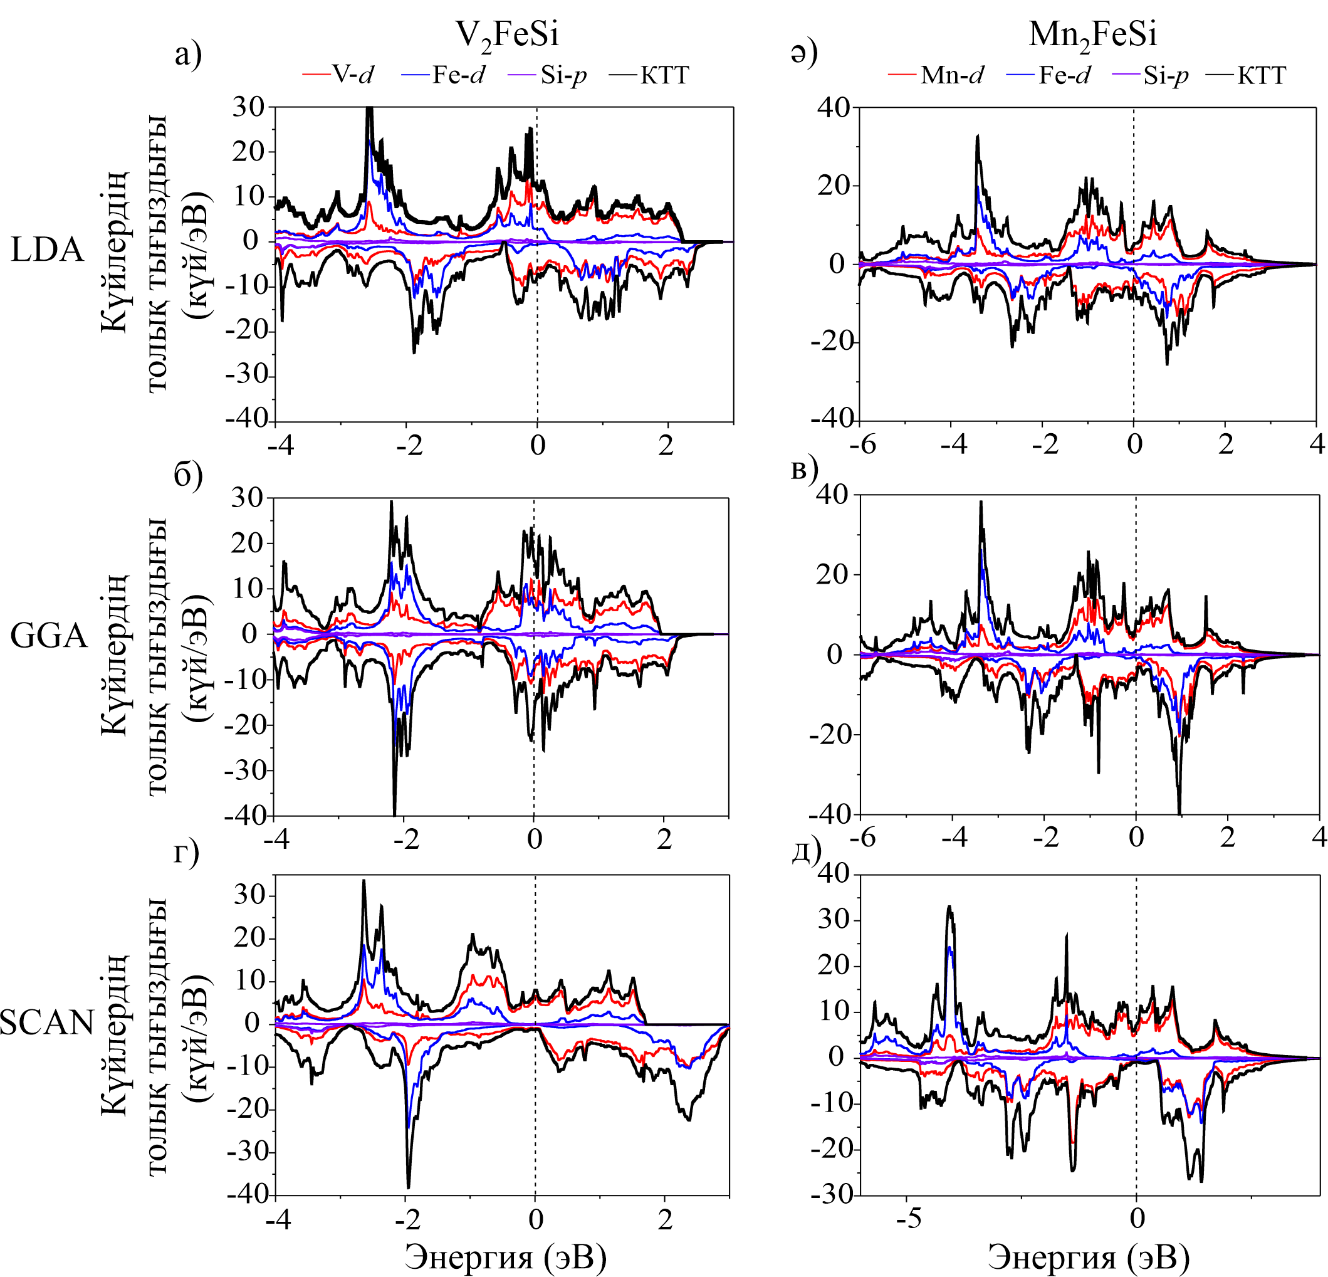 V2FeSi
Mn2FeSi
а)
V-d Fe-d Si-p КТТ
ә)
Mn-d Fe-d Si-p КТТ
LDA
Күйлердің
толық тығыздығы
(күй/эВ)
30
20
10
0
-10
-20
-30
-40
-4 -2 0 2
40
20
0
-20
-40
-6 -4 -2 0 2 4
б)
в)
GGA
Күйлердің
толық тығыздығы
(күй/эВ)
30
20
10
0
-10
-20
-30
-40
-4 -2 0 2
40
20
0
-20
-40
-6 -4 -2 0 2 4
г)
д)
SCAN
Күйлердің
толық тығыздығы
(күй/эВ)
30
20
10
0
-10
-20
-30
-40
-4 -2 0 2
Энергия (эВ)
40
30
20
10
0
-10
-20
-30
-5 0
Энергия (эВ)